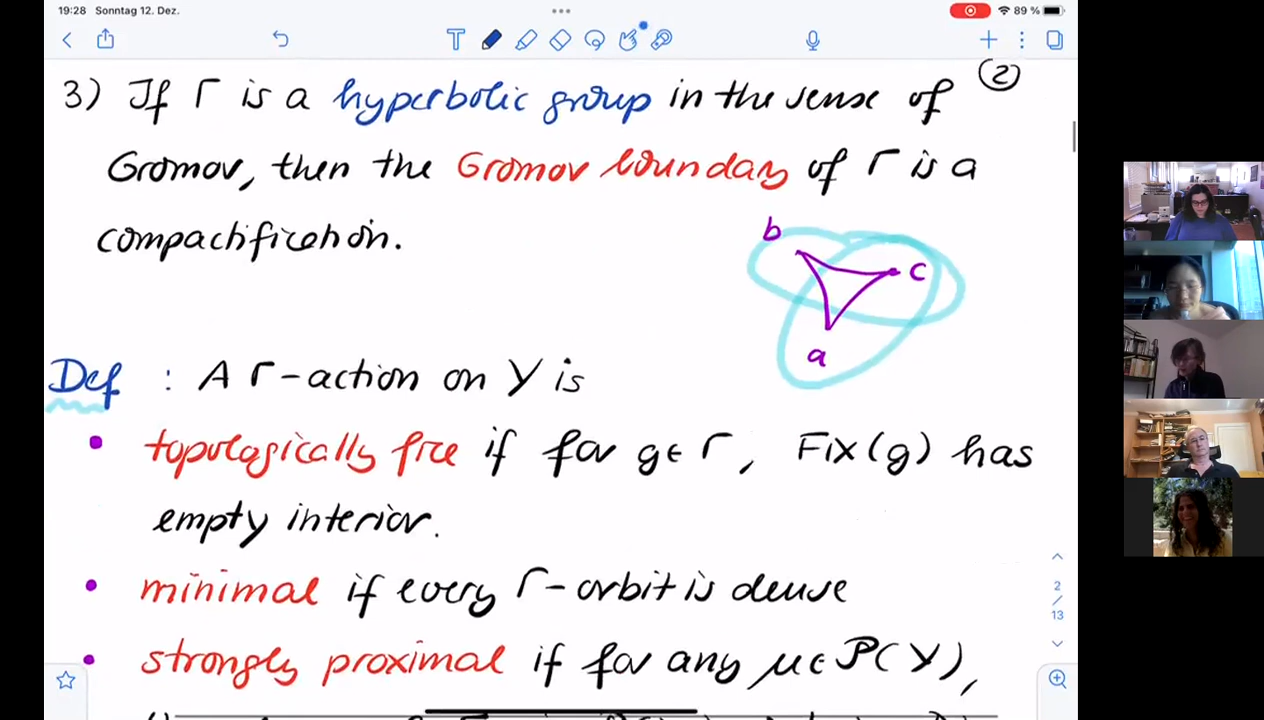 19:28 Sonntag 12. Dez.
89 %
②
3) If Γ is a hyperbolic group in the sense of
Gromov, then the Gromov boundary of Γ is a
compactification.
b
c
a
Def : A Γ-action on Y is
• topologically free if for g ∈ Γ, Fix(g) has
empty interior.
• minimal if every Γ-orbit is dense
• strongly proximal if for any μ ∈ P(Y),
2
/
13